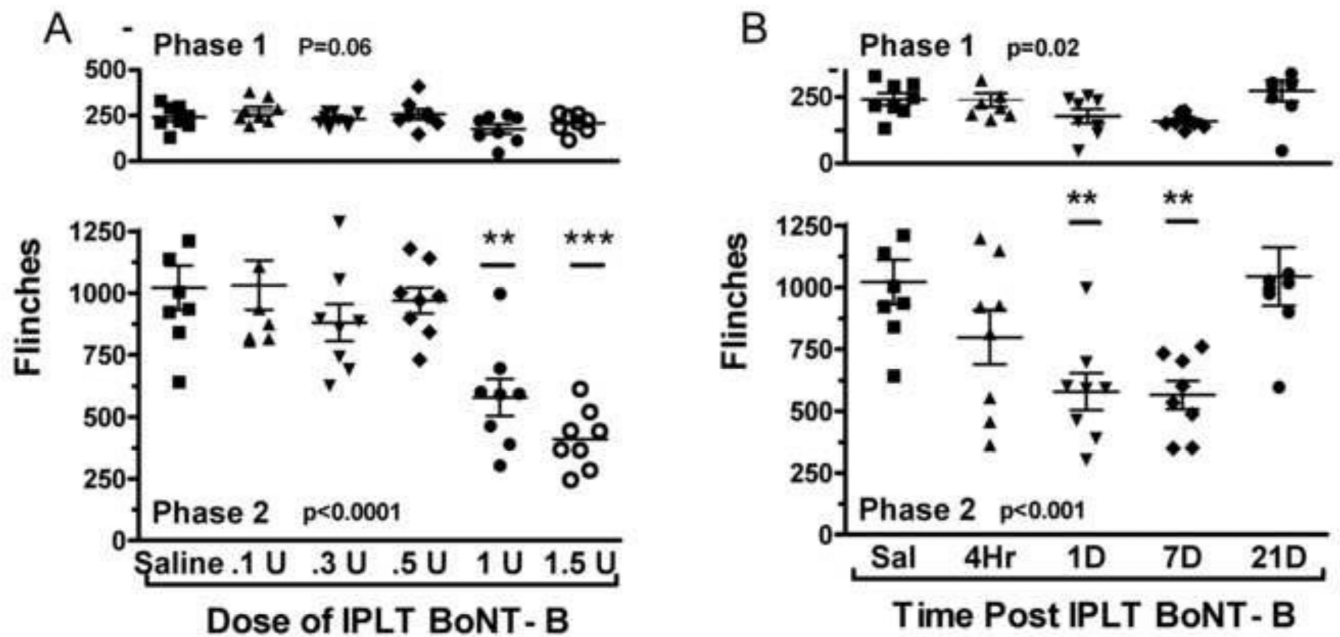 A
Phase 1 P=0.06
500
250
0
Flinches
1250
1000
750
500
250
0
** ***
Phase 2 p<0.0001
Saline .1 U .3 U .5 U 1 U 1.5 U
Dose of IPLT BoNT- B
B
Phase 1 p=0.02
250
0
Flinches
1250
1000
750
500
250
0
** **
Phase 2 p<0.001
Sal 4Hr 1D 7D 21D
Time Post IPLT BoNT- B